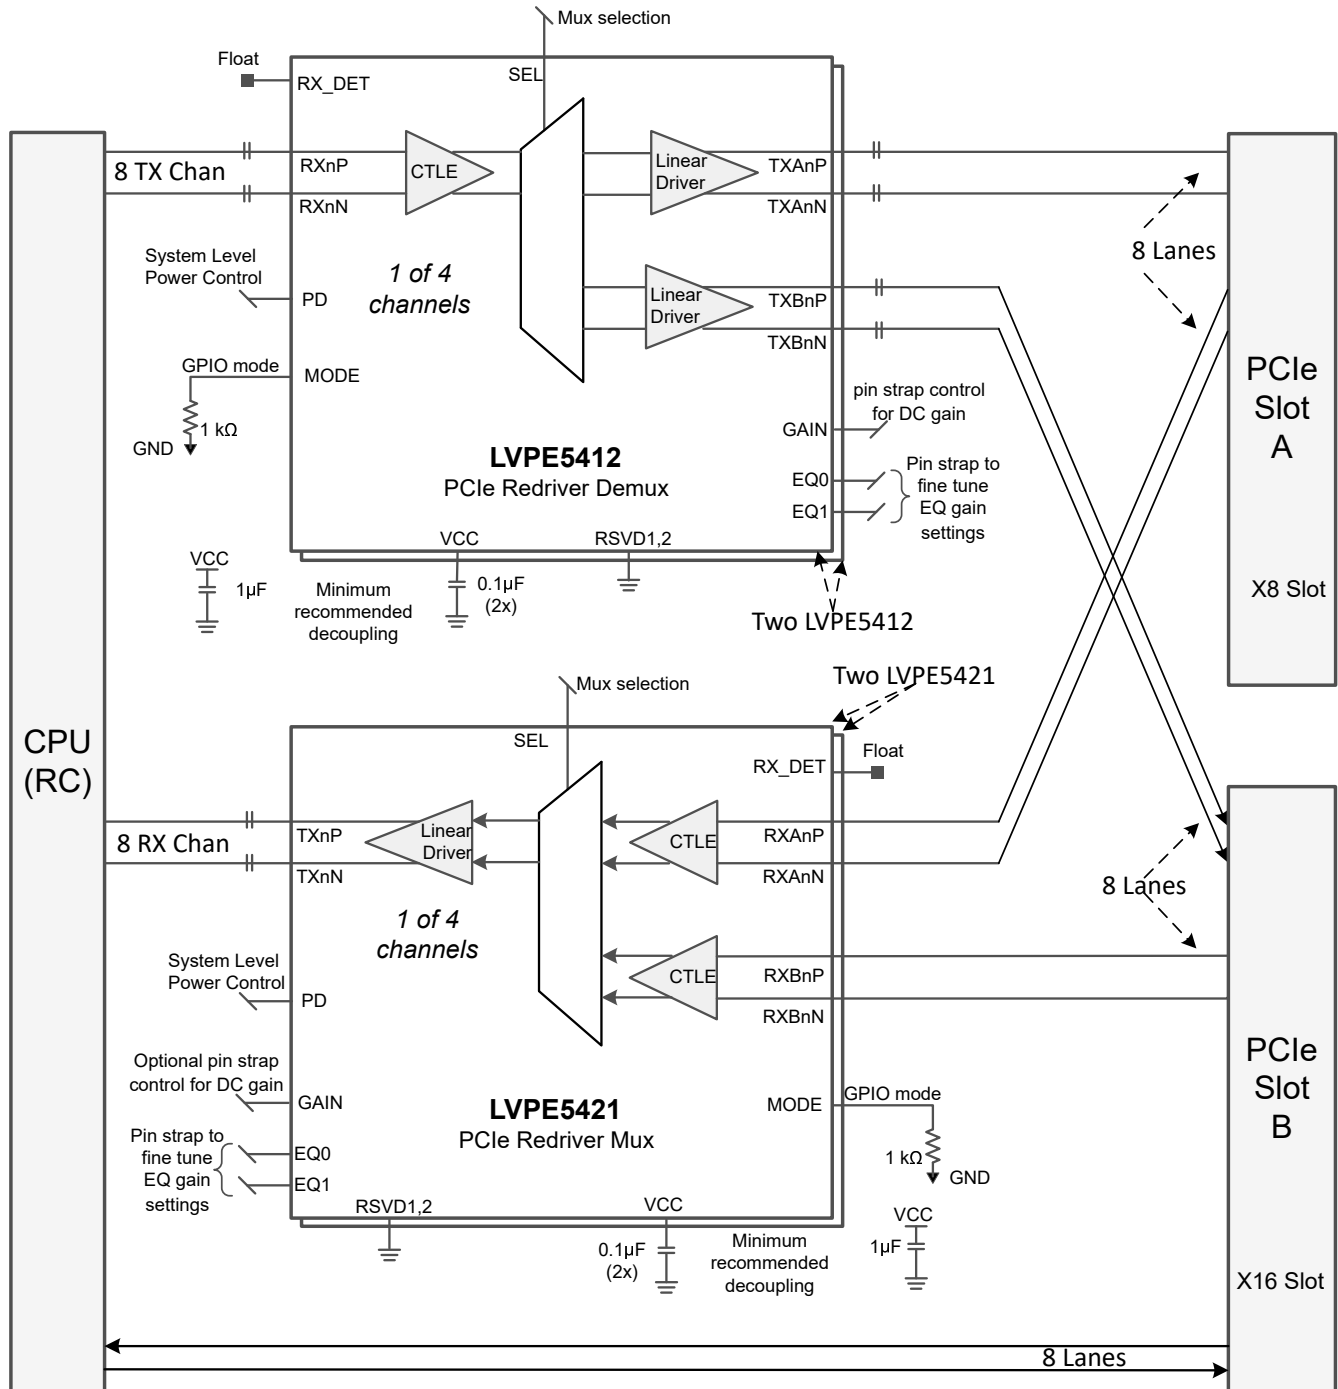 Mux selection
Float
SEL
RX_DET
8 TX Chan
RXnP
RXnN
CTLE
Linear
Driver
TXAnP
TXAnN
System Level
Power Control
PD
1 of 4
channels
Linear
Driver
TXBnP
TXBnN
8 Lanes
GPIO mode
MODE
1 kΩ
GND
pin strap control
for DC gain
GAIN
LVPE5412
PCIe Redriver Demux
EQ0
EQ1
Pin strap to
fine tune
EQ gain
settings
PCIe
Slot
A
X8 Slot
VCC
RSVD1,2
VCC
1µF
Minimum
recommended
decoupling
0.1µF
(2x)
Two LVPE5412
Two LVPE5421
Mux selection
SEL
RX_DET
Float
CPU
(RC)
8 RX Chan
TXnP
TXnN
Linear
Driver
CTLE
RXAnP
RXAnN
1 of 4
channels
CTLE
RXBnP
RXBnN
8 Lanes
System Level
Power Control
PD
Optional pin strap
control for DC gain
GAIN
LVPE5421
PCIe Redriver Mux
MODE
GPIO mode
1 kΩ
GND
Pin strap to
fine tune
EQ gain
settings
EQ0
EQ1
RSVD1,2
VCC
0.1µF
(2x)
Minimum
recommended
decoupling
VCC
1µF
PCIe
Slot
B
X16 Slot
8 Lanes